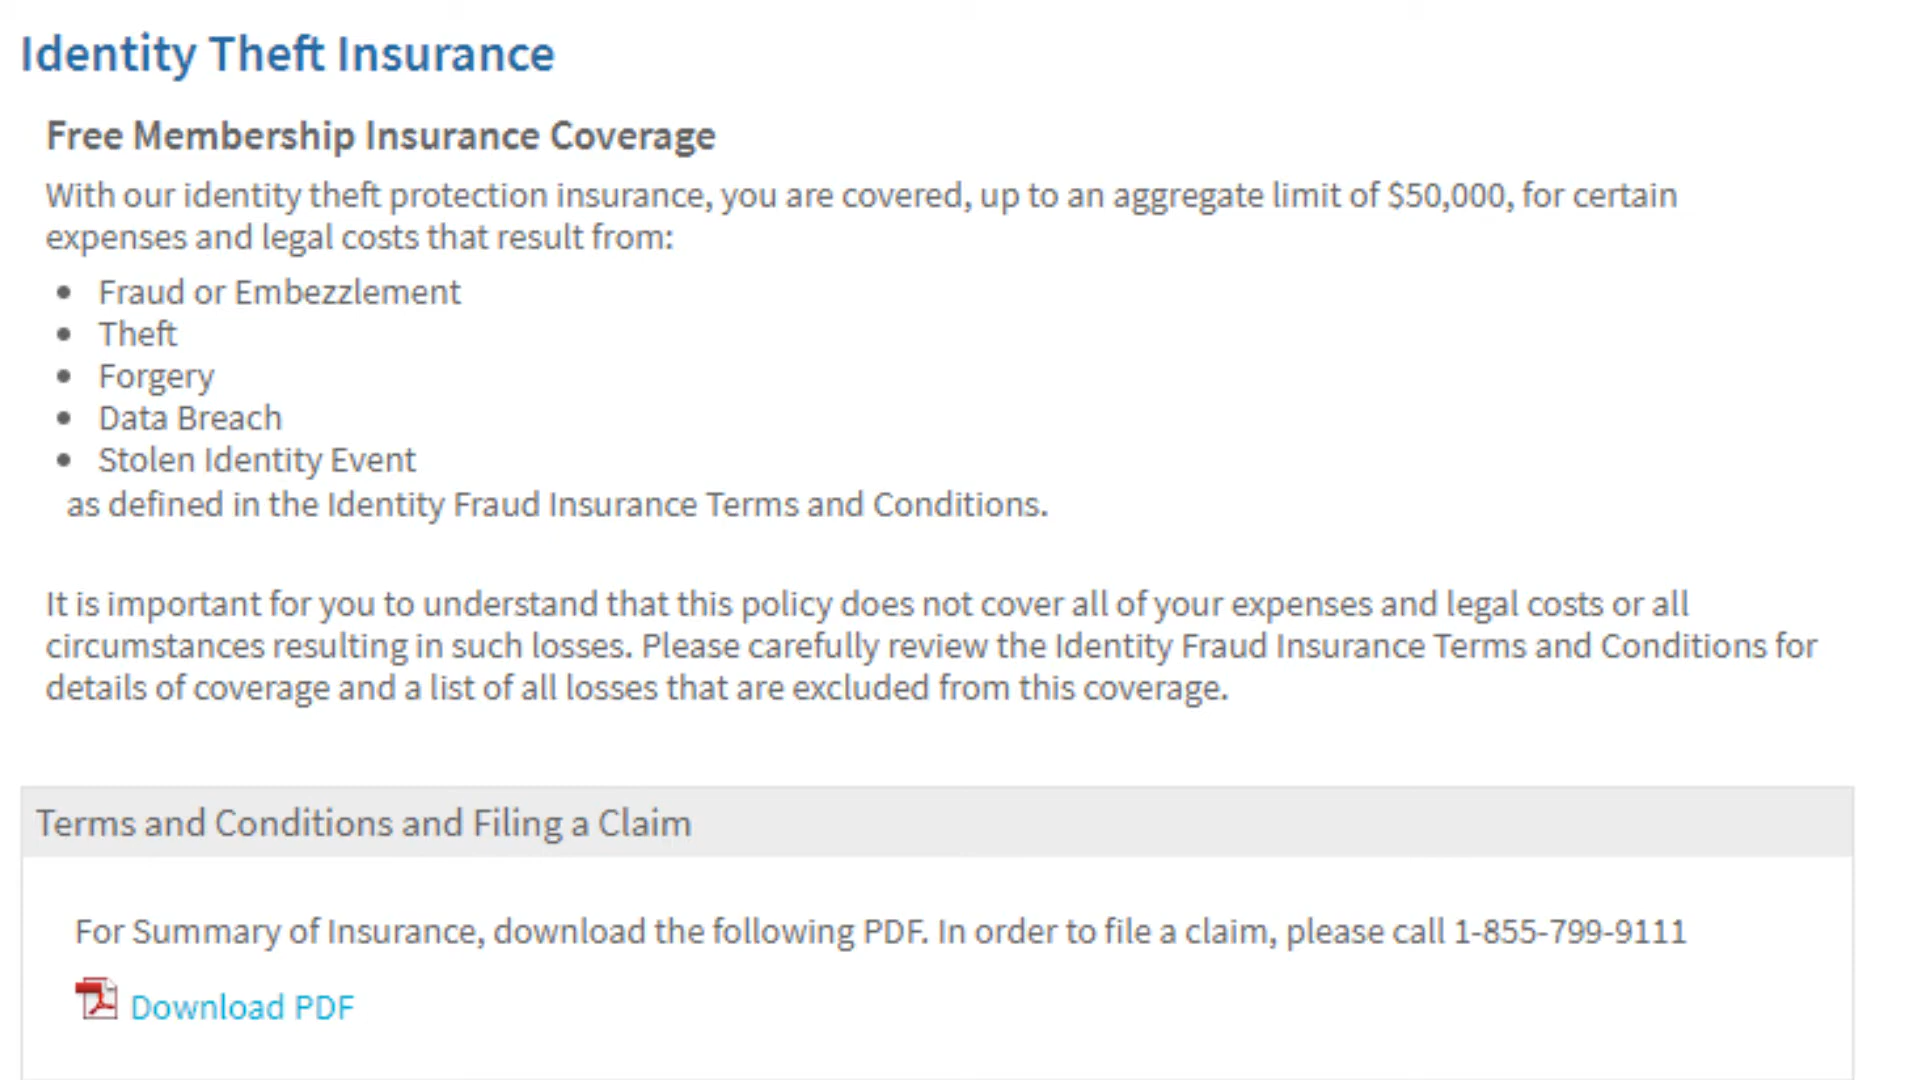 Identity Theft Insurance
Free Membership Insurance Coverage
With our identity theft protection insurance, you are covered, up to an aggregate limit of $50,000, for certain
expenses and legal costs that result from:
• Fraud or Embezzlement
• Theft
• Forgery
• Data Breach
• Stolen Identity Event
as defined in the Identity Fraud Insurance Terms and Conditions.
It is important for you to understand that this policy does not cover all of your expenses and legal costs or all
circumstances resulting in such losses. Please carefully review the Identity Fraud Insurance Terms and Conditions for
details of coverage and a list of all losses that are excluded from this coverage.
Terms and Conditions and Filing a Claim
For Summary of Insurance, download the following PDF. In order to file a claim, please call 1-855-799-9111
Download PDF